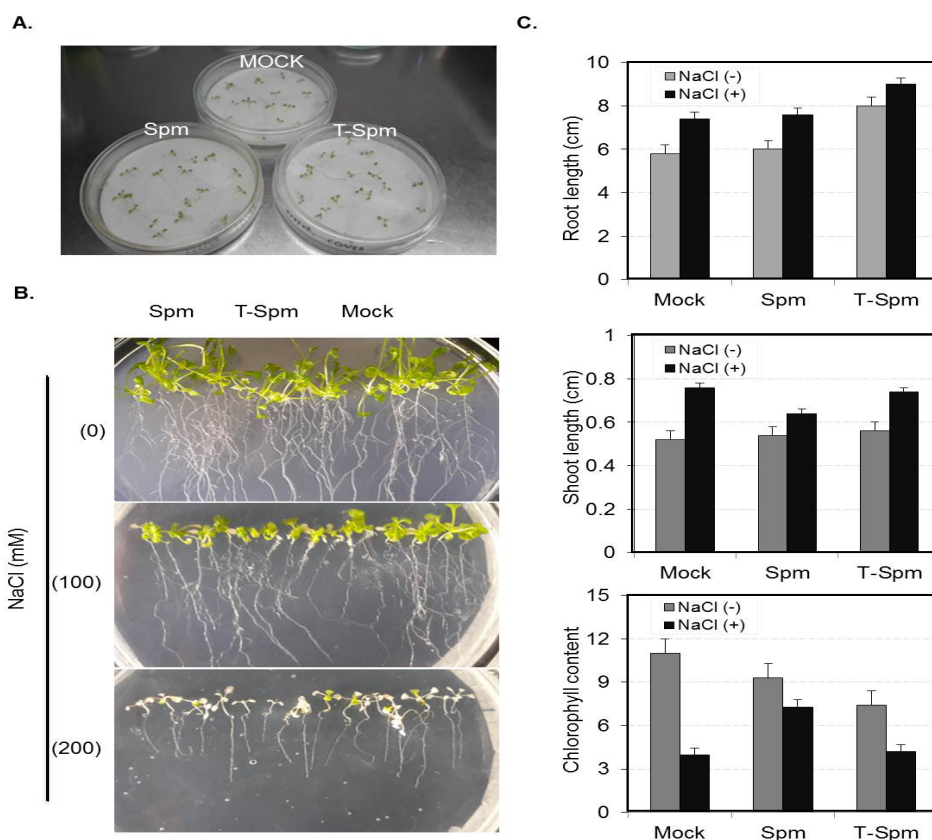 A.
MOCK
Spm
T-Spm
B.
Spm T-Spm Mock
NaCl (mM)
(0)
(100)
(200)
C.
NaCl (-)
NaCl (+)
Root length (cm)
10
8
6
4
2
0
Mock Spm T-Spm
NaCl (-)
NaCl (+)
Shoot length (cm)
1
0.8
0.6
0.4
0.2
0
Mock Spm T-Spm
NaCl (-)
NaCl (+)
Chlorophyll content
15
12
9
6
3
0
Mock Spm T-Spm